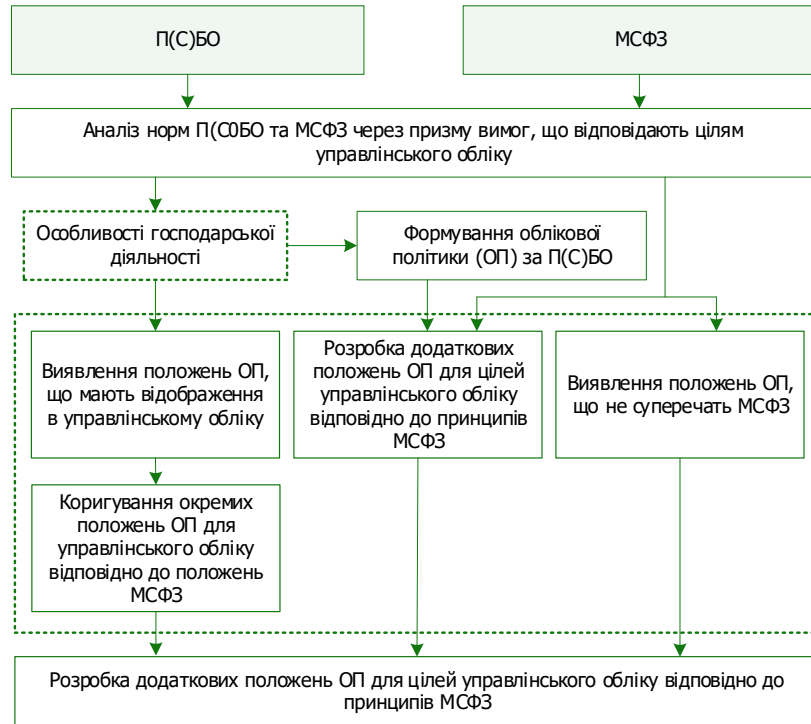 П(С)БО
МСФЗ
Аналіз норм П(С0БО та МСФЗ через призму вимог, що відповідають цілям
управлінського обліку
Особливості господарської
діяльності
Формування облікової
політики (ОП) за П(С)БО
Виявлення положень ОП,
що мають відображення
в управлінському обліку
Розробка додаткових
положень ОП для цілей
управлінського обліку
відповідно до принципів
МСФЗ
Виявлення положень ОП,
що не суперечать МСФЗ
Коригування окремих
положень ОП для
управлінського обліку
відповідно до положень
МСФЗ
Розробка додаткових положень ОП для цілей управлінського обліку відповідно до
принципів МСФЗ